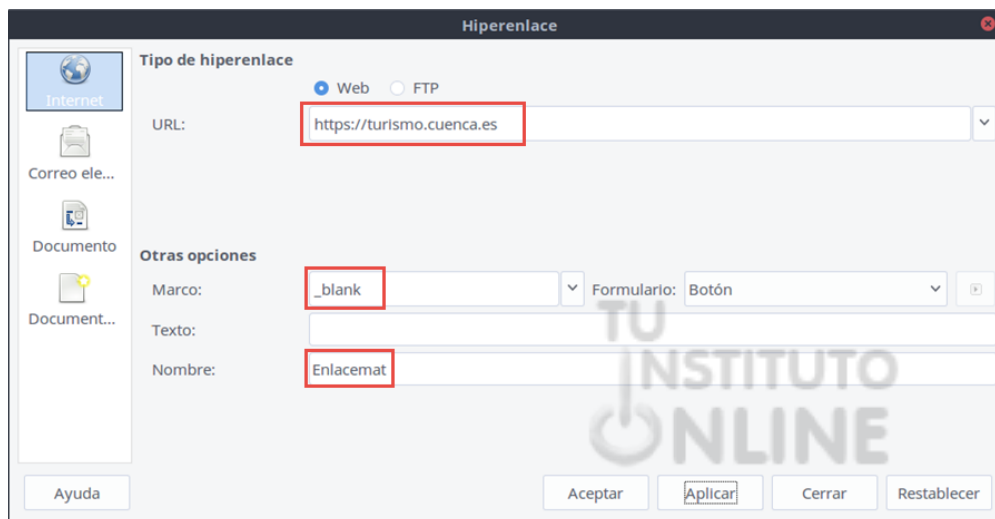 Hiperenlace
Internet
Correo ele...
Documento
Document...
Tipo de hiperenlace
Web FTP
URL: https://turismo.cuenca.es
Otras opciones
Marco: _blank Formulario: Botón
Texto:
Nombre: Enlacemat
TU
INSTITUTO
ONLINE
Ayuda Aceptar Aplicar Cerrar Restablecer